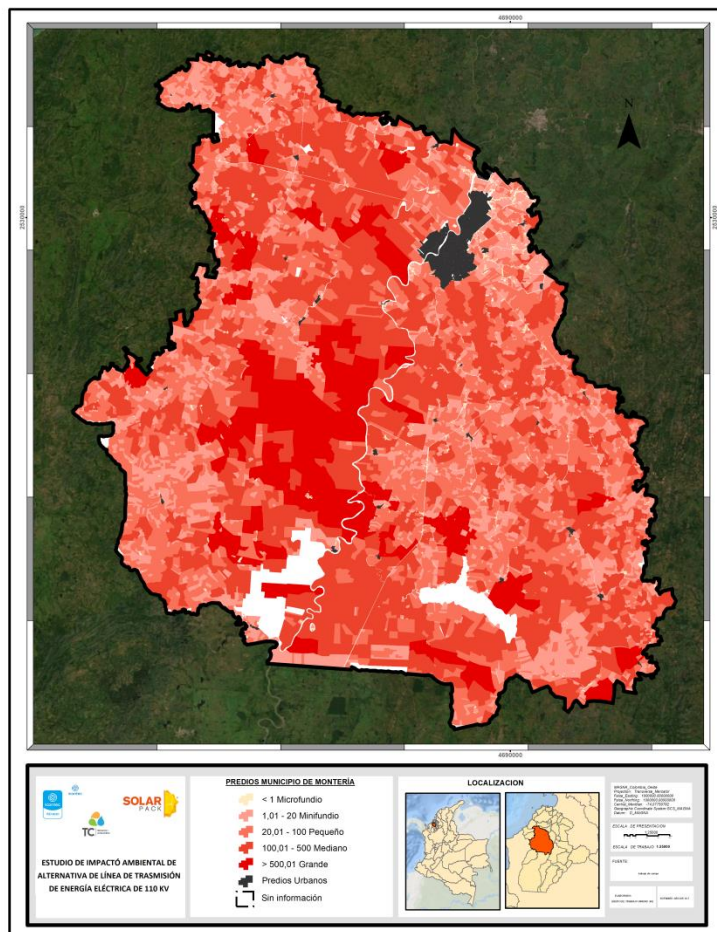 4690000
N
2530000
2530000
4690000
SOLAR
PACK
TC
ESTUDIO DE IMPACTÓ AMBIENTAL DE
ALTERNATIVA DE LÍNEA DE TRASMISIÓN
DE ENERGÍA ELÉCTRICA DE 110 KV
PREDIOS MUNICIPIO DE MONTERÍA
< 1 Microfundio
1,01 - 20 Minifundio
20,01 - 100 Pequeño
100,01 - 500 Mediano
> 500,01 Grande
Predios Urbanos
Sin información
LOCALIZACION
ESCALA DE PRESENTACION
ESCALA DE TRABAJO
FUENTE: